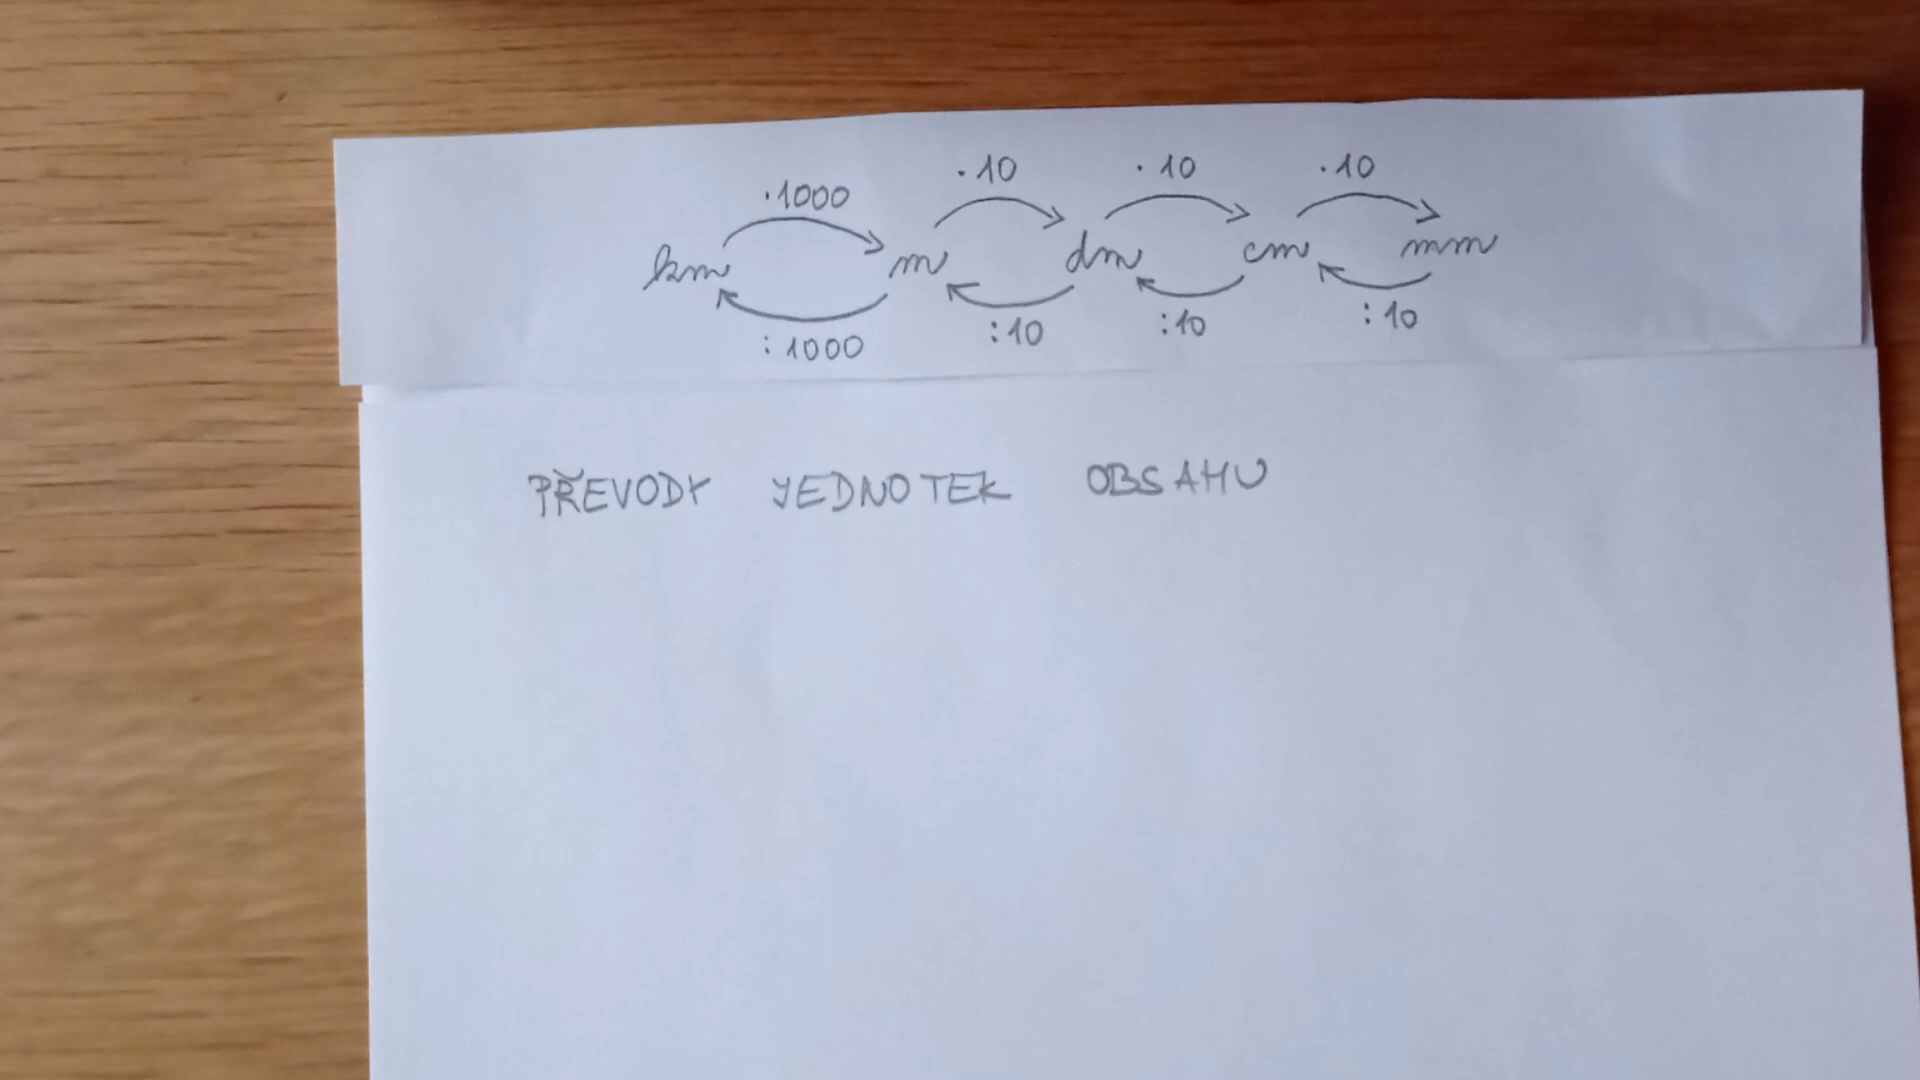 ·1000 ·10 ·10 ·10
km m dm cm mm
:1000 :10 :10 :10
PŘEVODY JEDNOTEK OBSAHU